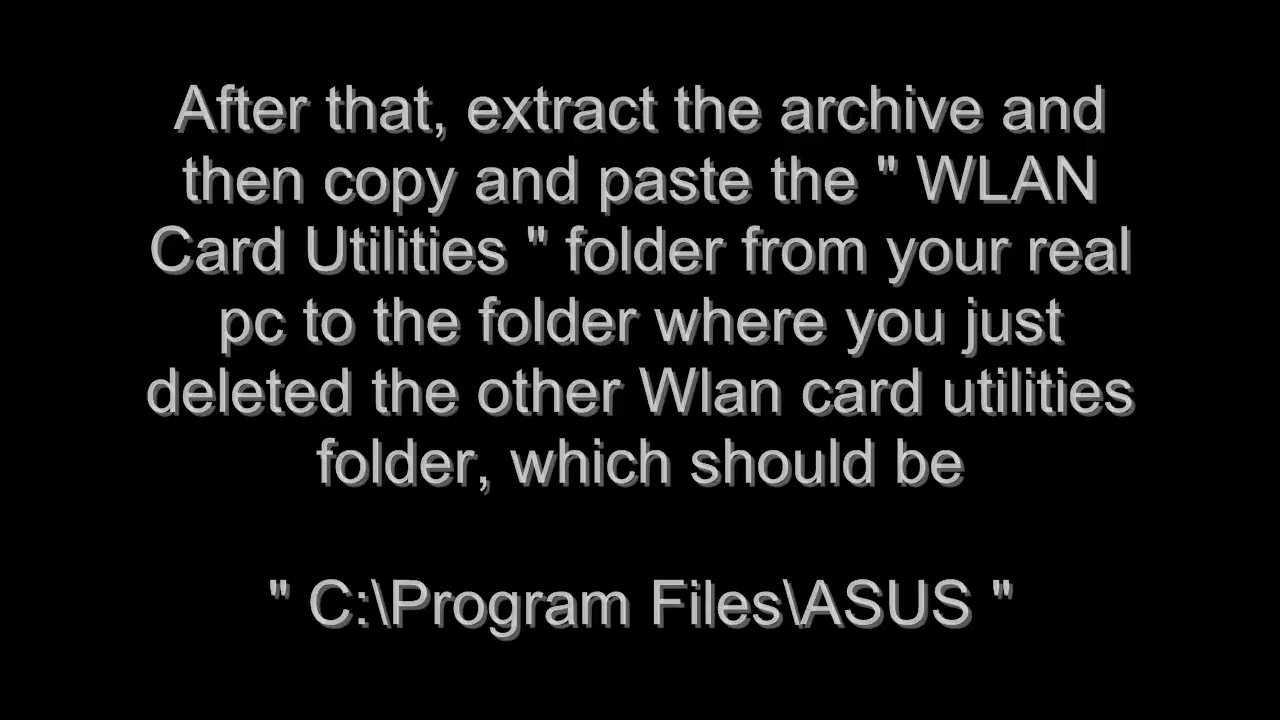 After that, extract the archive and
then copy and paste the " WLAN
Card Utilities " folder from your real
pc to the folder where you just
deleted the other Wlan card utilities
folder, which should be
" C:\Program Files\ASUS "